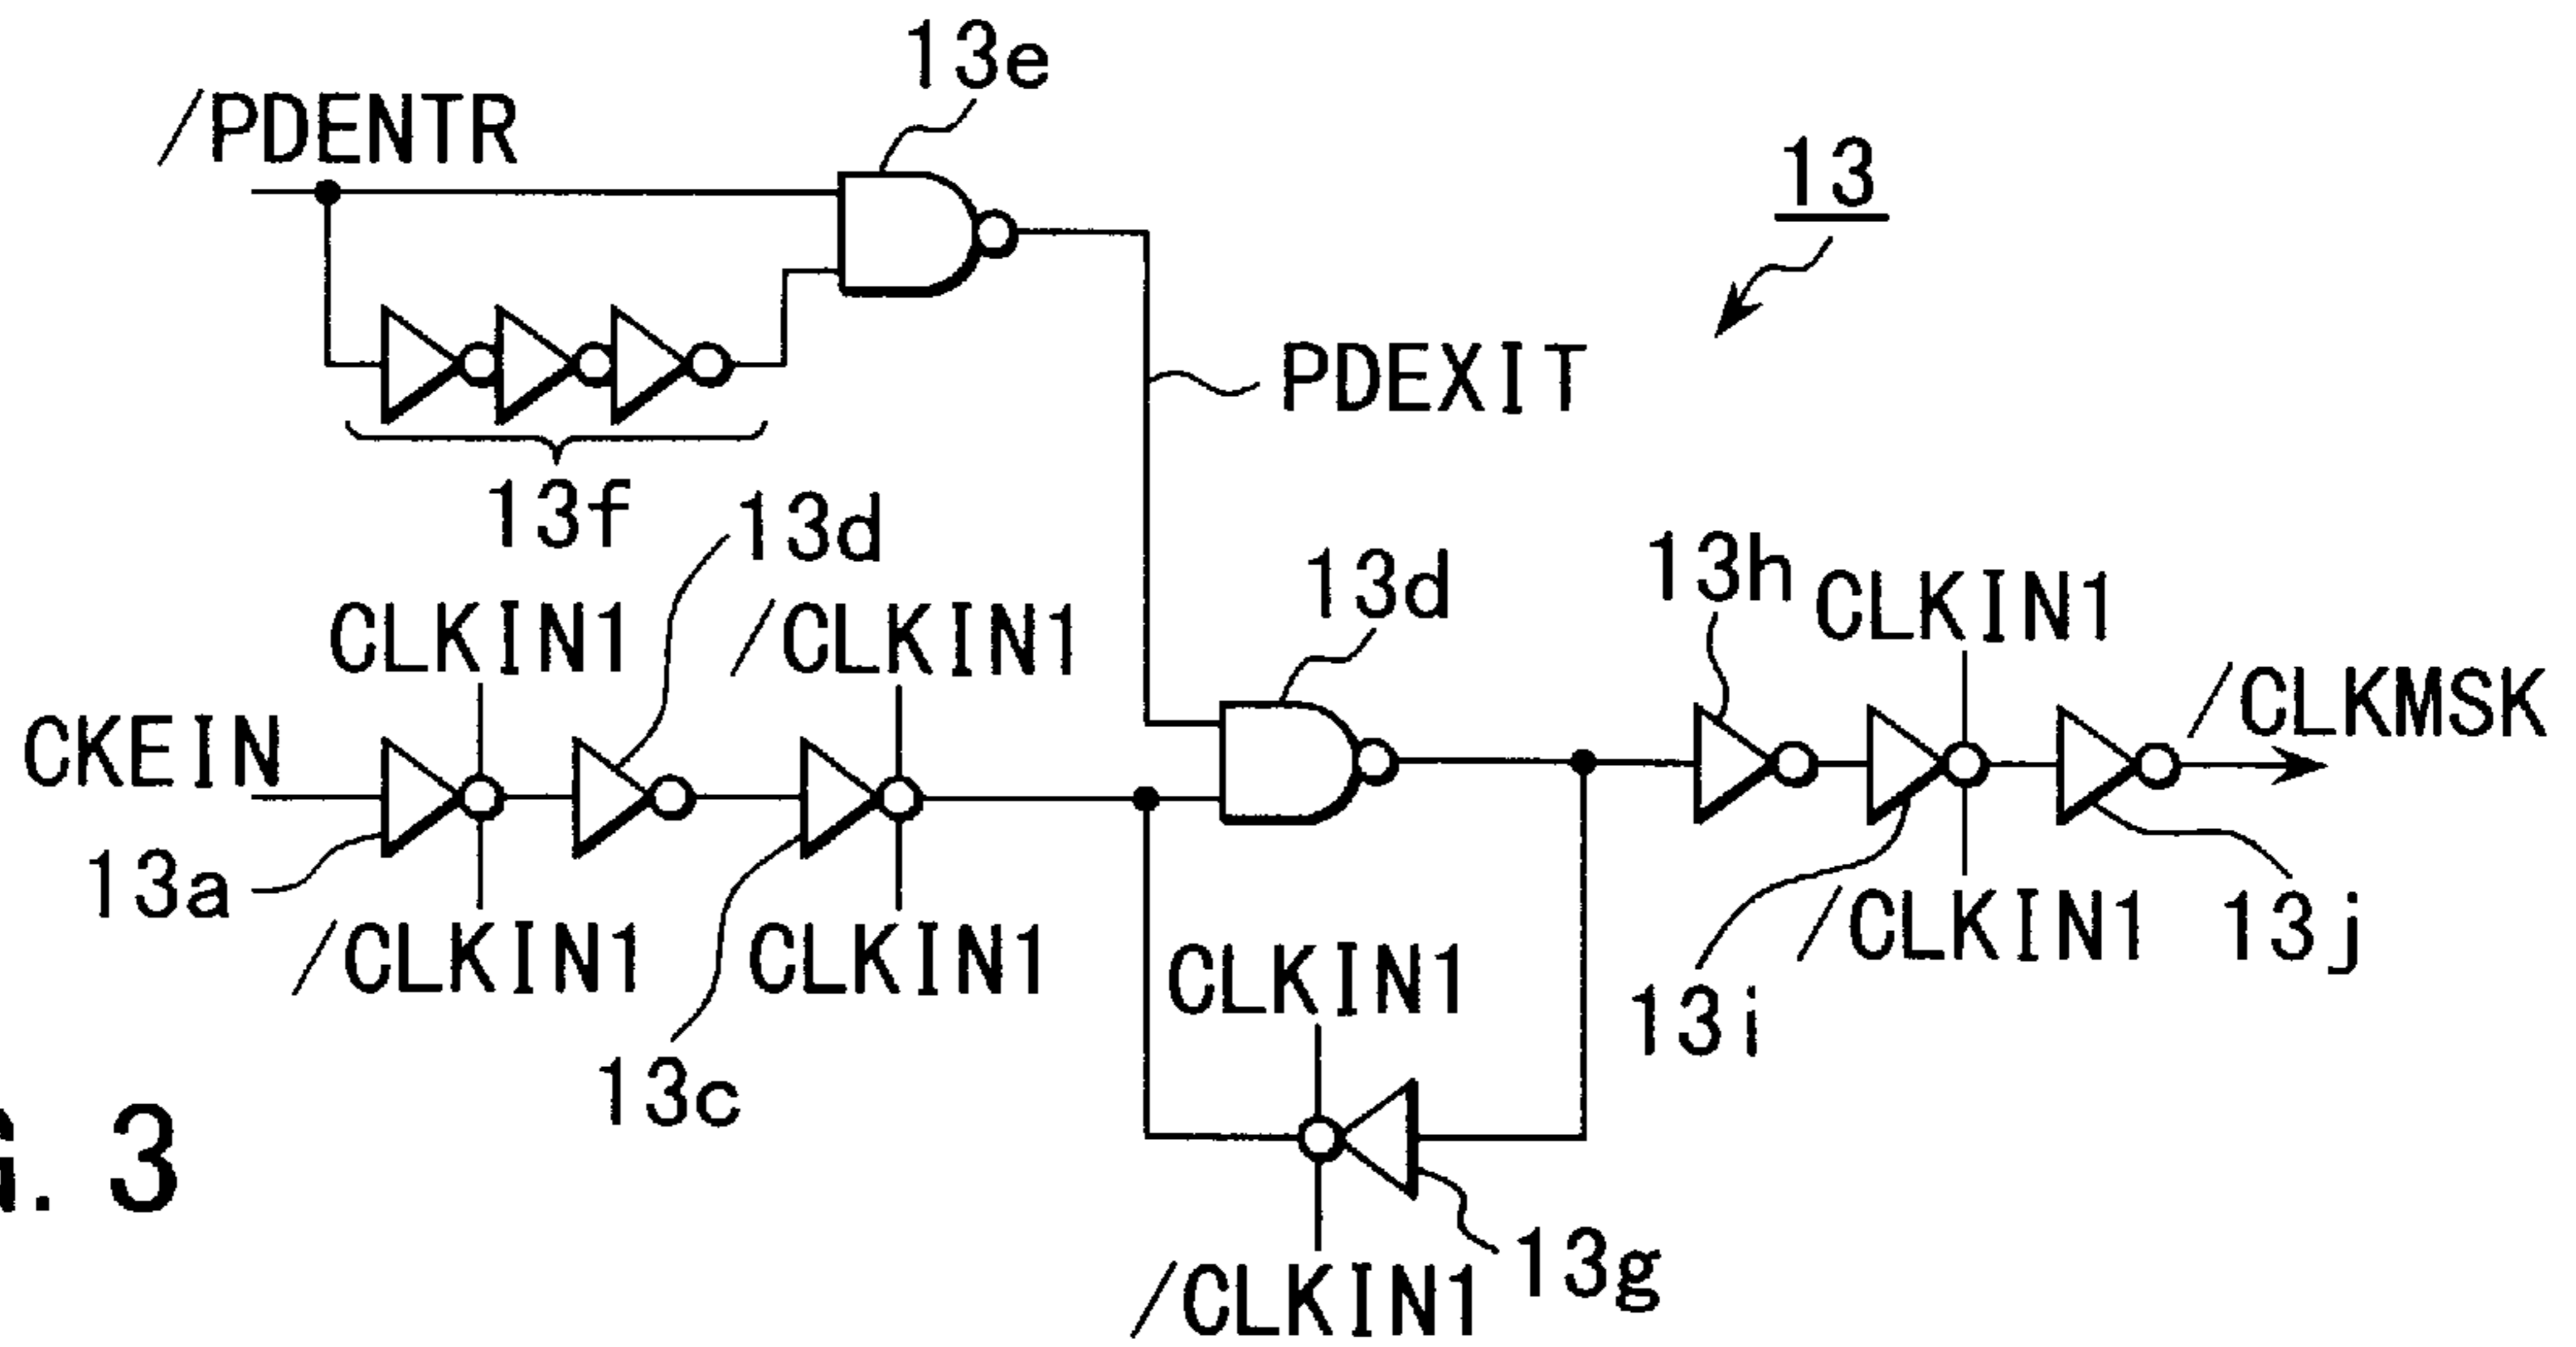 13e
/PDENTR
13
PDEXIT
13f
13d
13d
13h
CLKIN1
CLKIN1
/CLKIN1
/CLKMSK
CKEIN
13a
/CLKIN1
CLKIN1
CLKIN1
/CLKIN1
13j
13i
13c
G. 3
13g
/CLKIN1